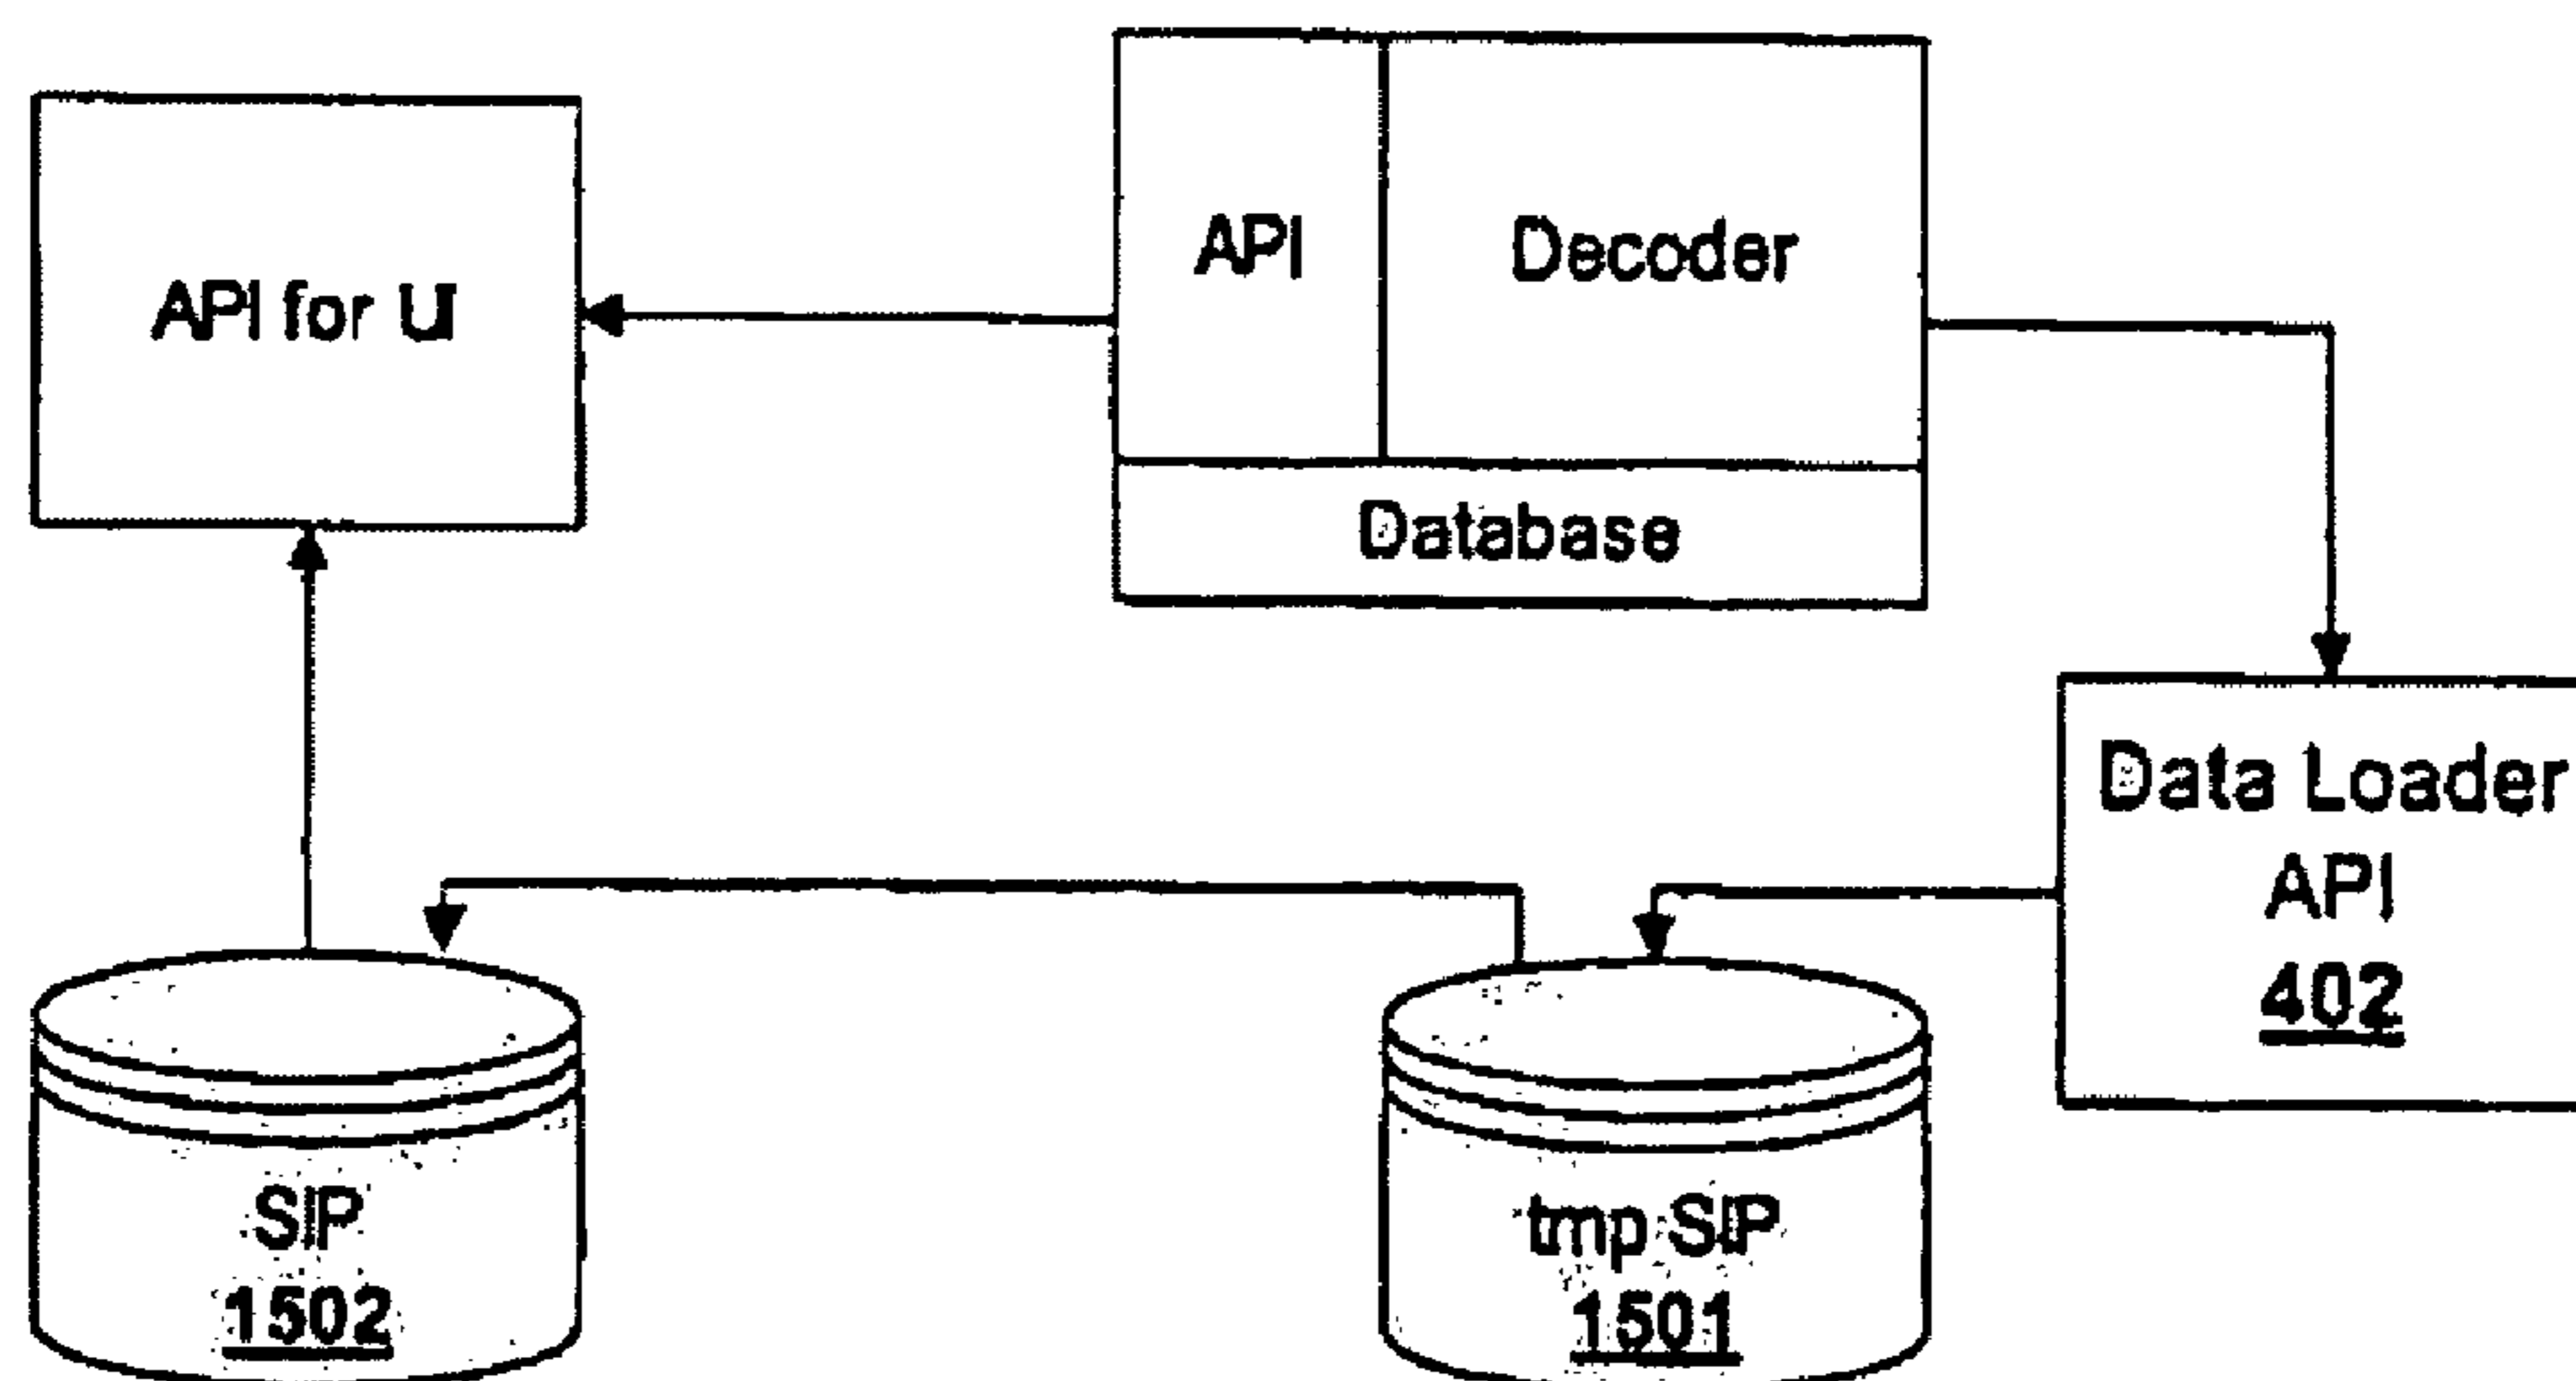 API for UI
API
Decoder
Database
Data Loader
API
402
SIP
1502
tmp SIP
1501